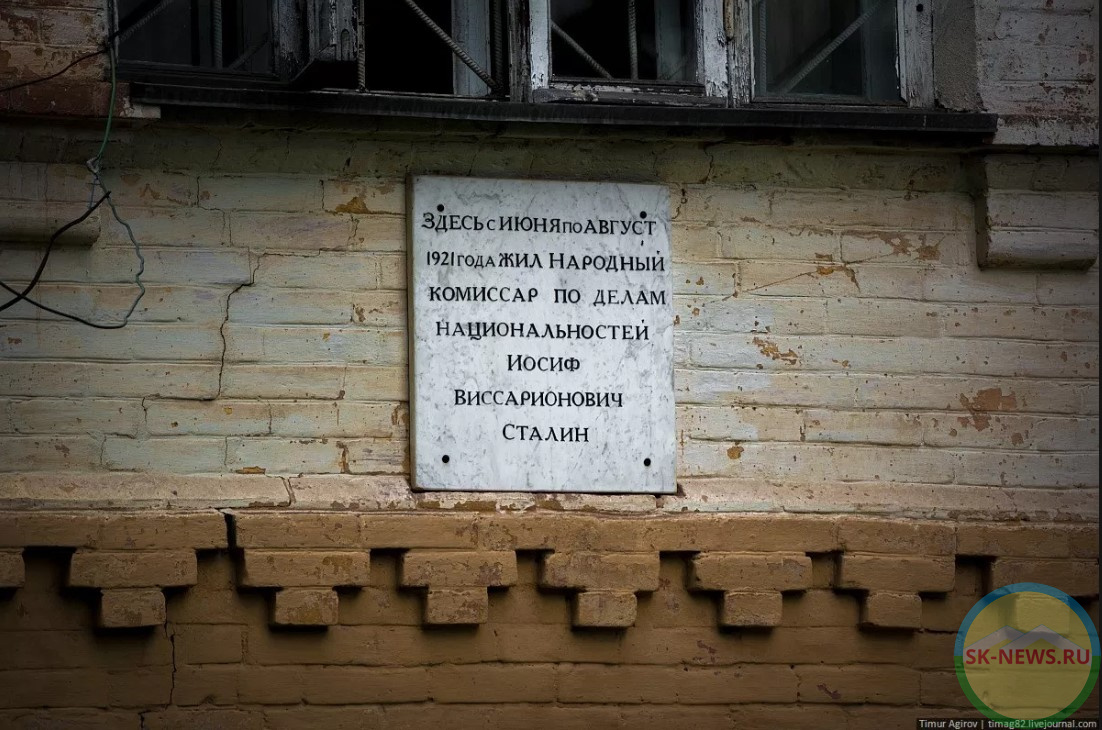 ЗДЕСЬ С ИЮНЯ ПО АВГУСТ
1921 ГОДА ЖИЛ НАРОДНЫЙ
КОМИССАР ПО ДЕЛАМ
НАЦИОНАЛЬНОСТЕЙ
ИОСИФ
ВИССАРИОНОВИЧ
СТАЛИН
SK-NEWS.RU
Timur Agirov | timag82.livejournal.com